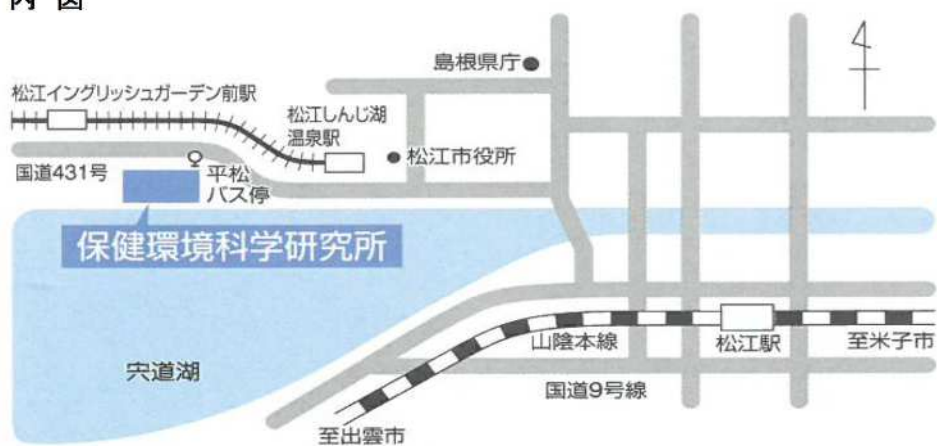 内図
島根県庁
松江イングリッシュガーデン前駅
松江しんじ湖
温泉駅
松江市役所
国道431号
平松
バス停
保健環境科学研究所
宍道湖
山陰本線
松江駅
至米子市
国道9号線
至出雲市